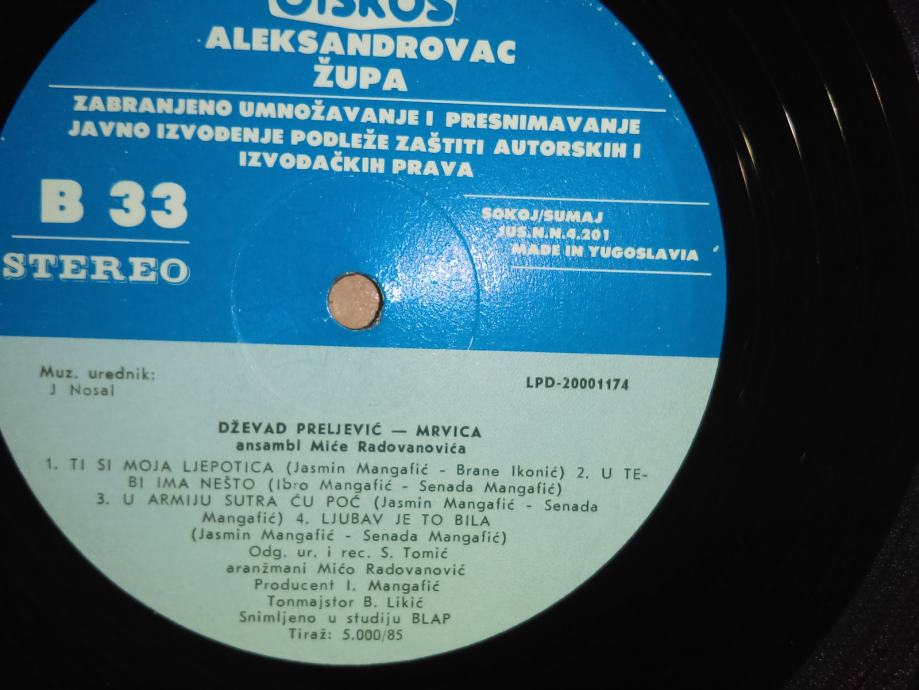 DISKOS
ALEKSANDROVAC
ŽUPA
ZABRANJENO UMNOŽAVANJE I PRESNIMAVANJE
JAVNO IZVOĐENJE PODLEŽE ZAŠTITI AUTORSKIH I
IZVOĐAČKIH PRAVA
B 33
STEREO
SOKOJ/SUMAJ
JUS.N.N.4.201
MADE IN YUGOSLAVIA
Muz. urednik:
J Nosal
LPD-20001174
DŽEVAD PRELJEVIĆ — MRVICA
ansambl Miće Radovanovića
1. TI SI MOJA LJEPOTICA (Jasmin Mangafić - Brane Ikonić) 2. U TE-
BI IMA NEŠTO (Ibro Mangafić - Senada Mangafić)
3. U ARMIJU SUTRA ĆU POĆ (Jasmin Mangafić - Senada
Mangafić) 4. LJUBAV JE TO BILA
(Jasmin Mangafić - Senada Mangafić)
Odg. ur. i rec. S. Tomić
aranžmani Mićo Radovanović
Producent I. Mangafić
Tonmajstor B. Likić
Snimljeno u studiju BLAP
Tiraž: 5.000/85